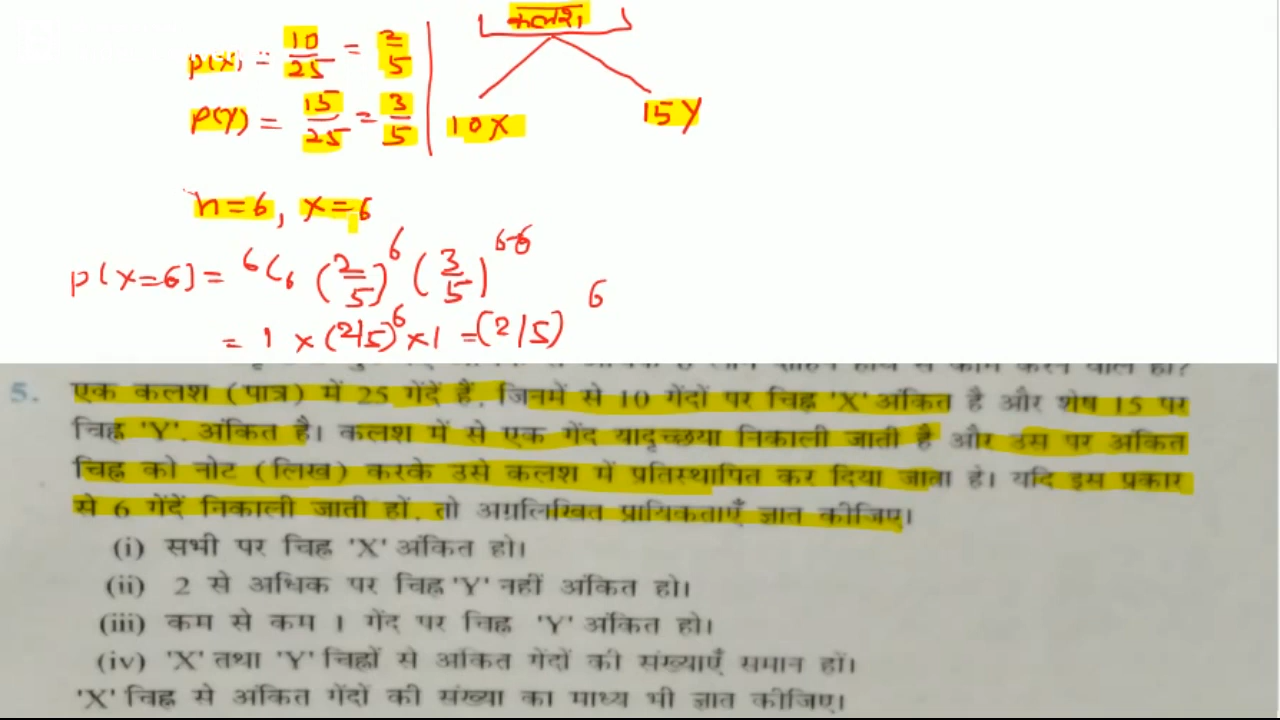 कलश
p(X) = 10/25 = 2/5
10X
15Y
p(Y) = 15/25 = 3/5
n=6, x=6
p(x=6) = ⁶C₆ (2/5)⁶ (3/5)⁶⁻⁶
= 1 × (2/5)⁶ × 1 = (2/5)⁶
5. एक कलश (पात्र) में 25 गेंदें हैं, जिनमें से 10 गेंदों पर चिह्न 'X' अंकित है और शेष 15 पर
चिह्न 'Y' अंकित है। कलश में से एक गेंद यादृच्छया निकाली जाती है और उस पर अंकित
चिह्न को नोट (लिख) करके उसे कलश में प्रतिस्थापित कर दिया जाता है। यदि इस प्रकार
से 6 गेंदें निकाली जाती हों, तो अग्रलिखित प्रायिकताएँ ज्ञात कीजिए।
(i) सभी पर चिह्न 'X' अंकित हो।
(ii) 2 से अधिक पर चिह्न 'Y' नहीं अंकित हो।
(iii) कम से कम 1 गेंद पर चिह्न 'Y' अंकित हो।
(iv) 'X' तथा 'Y' चिह्नों से अंकित गेंदों की संख्याएँ समान हों।
'X' चिह्न से अंकित गेंदों की संख्या का माध्य भी ज्ञात कीजिए।